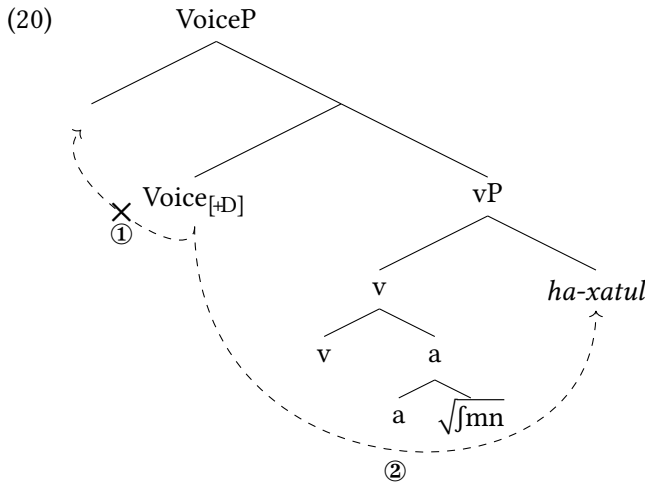 (20) VoiceP
Voice[+D] vP
①
v ha-xatul
v a
a √ʃmn
②